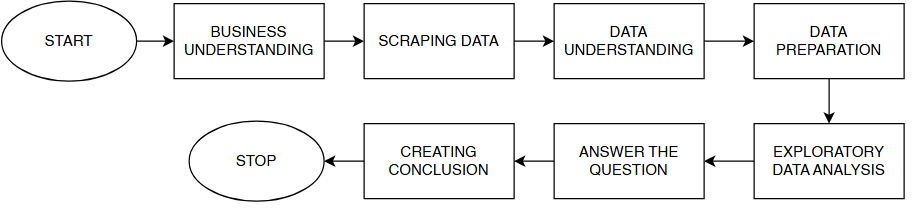 START
BUSINESS
UNDERSTANDING
SCRAPING DATA
DATA
UNDERSTANDING
DATA
PREPARATION
EXPLORATORY
DATA ANALYSIS
ANSWER THE
QUESTION
CREATING
CONCLUSION
STOP